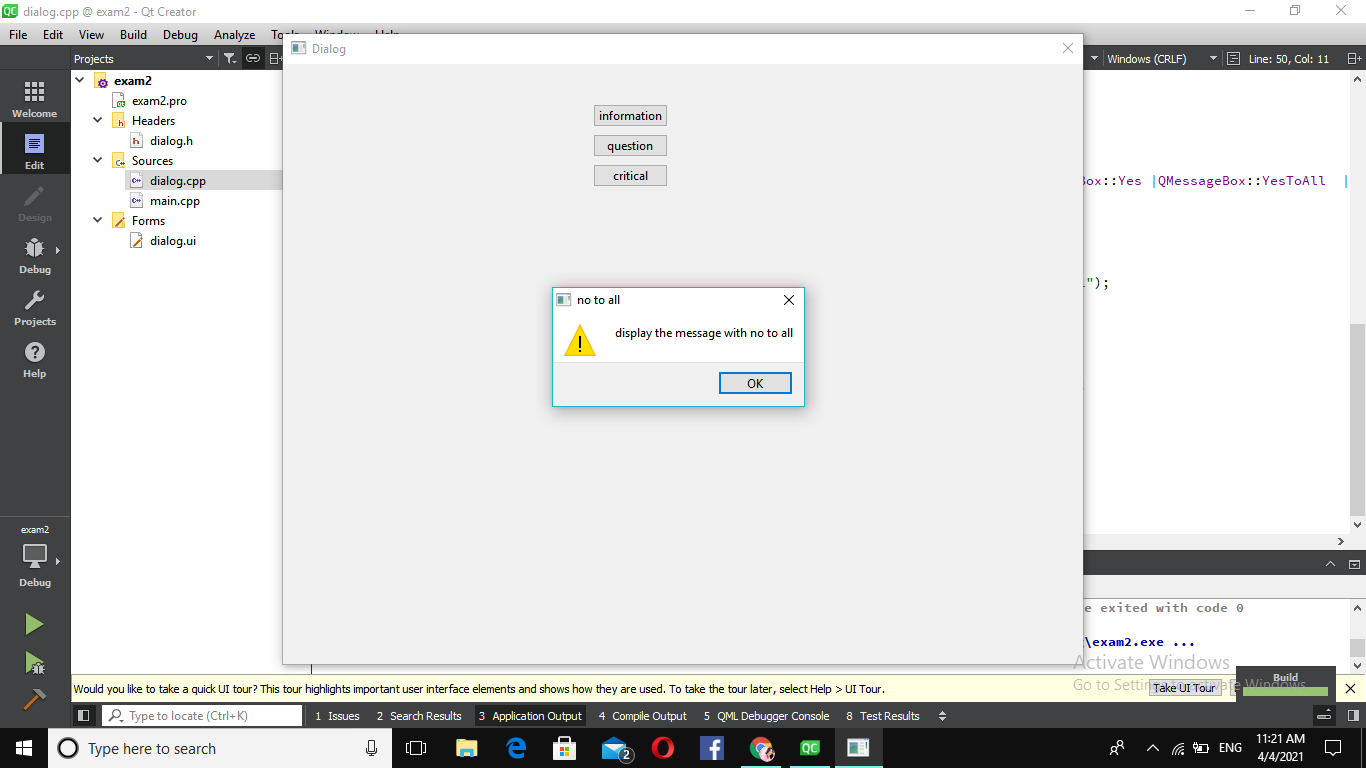 dialog.cpp @ exam2 - Qt Creator
File Edit View Build Debug Analyze
Dialog
Projects
Windows (CRLF)
Line: 50, Col: 11
Welcome
Edit
Design
Debug
Projects
Help
exam2
exam2.pro
Headers
dialog.h
Sources
dialog.cpp
main.cpp
Forms
dialog.ui
information
question
critical
Box::Yes |QMessageBox::YesToAll |
");
no to all
display the message with no to all
OK
exam2
Debug
e exited with code 0
\exam2.exe ...
Activate Windows
Go to Settings to activate Windows.
Build
Would you like to take a quick UI tour? This tour highlights important user interface elements and shows how they are used. To take the tour later, select Help > UI Tour.
Take UI Tour
Type to locate (Ctrl+K)
1 Issues 2 Search Results 3 Application Output 4 Compile Output 5 QML Debugger Console 8 Test Results
Type here to search
2
QC
ENG
11:21 AM
4/4/2021